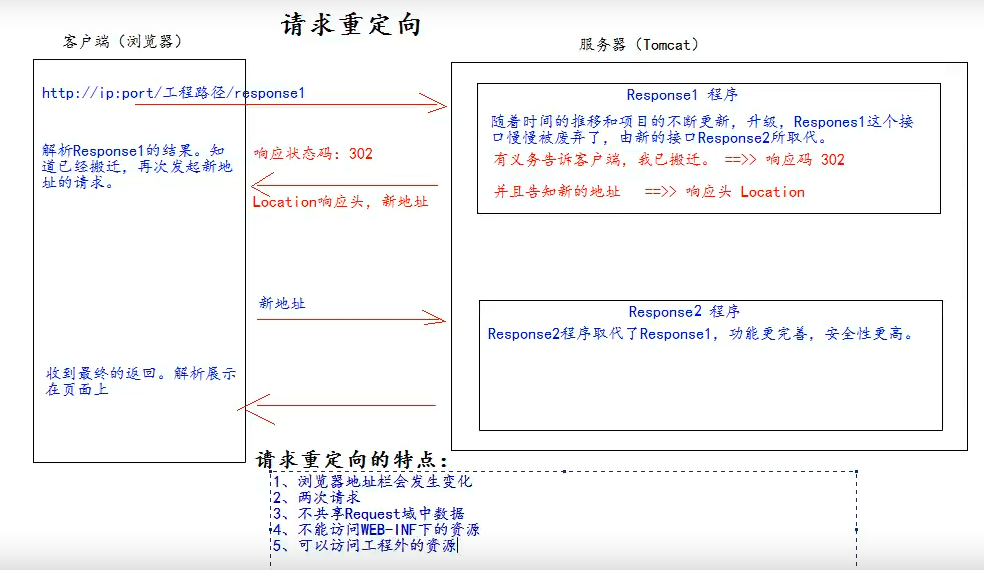 请求重定向
客户端（浏览器）
服务器（Tomcat）
http://ip:port/工程路径/response1
解析Response1的结果。知
道已经搬迁，再次发起新地
址的请求。
响应状态码：302
Location响应头，新地址
Response1 程序
随着时间的推移和项目的不断更新，升级，Respones1这个接
口慢慢被废弃了，由新的接口Response2所取代。
有义务告诉客户端，我已搬迁。 ==>> 响应码 302
并且告知新的地址 ==>> 响应头 Location
新地址
Response2 程序
Response2程序取代了Response1，功能更完善，安全性更高。
收到最终的返回。解析展示
在页面上
请求重定向的特点：
1、浏览器地址栏会发生变化
2、两次请求
3、不共享Request域中数据
4、不能访问WEB-INF下的资源
5、可以访问工程外的资源